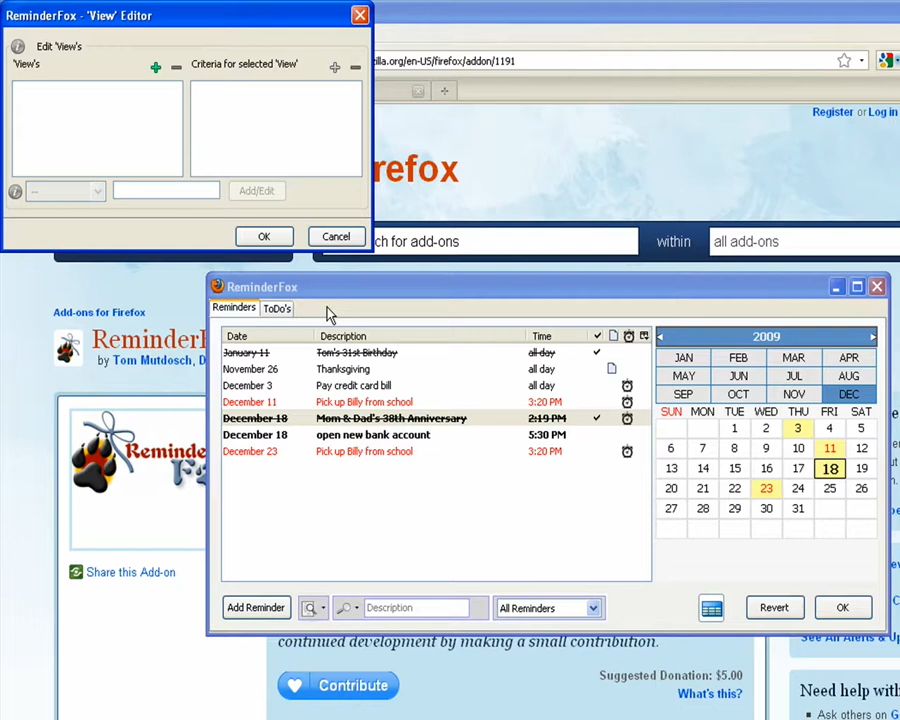 ReminderFox - 'View' Editor
Edit 'View's
'View's
Criteria for selected 'View'
--
Add/Edit
OK
Cancel
zilla.org/en-US/firefox/addon/1191
Register or Log in
refox
ch for add-ons
within
all add-ons
Add-ons for Firefox
ReminderF
by Tom Mutdosch, D
Reminder
F
Share this Add-on
ReminderFox
Reminders
ToDo's
Date Description Time
January 11 Tom's 31st Birthday all day
November 26 Thanksgiving all day
December 3 Pay credit card bill all day
December 11 Pick up Billy from school 3:20 PM
December 18 Mom & Dad's 38th Anniversary 2:19 PM
December 18 open new bank account 5:30 PM
December 23 Pick up Billy from school 3:20 PM
2009
JAN FEB MAR APR
MAY JUN JUL AUG
SEP OCT NOV DEC
SUN MON TUE WED THU FRI SAT
1 2 3 4 5
6 7 8 9 10 11 12
13 14 15 16 17 18 19
20 21 22 23 24 25 26
27 28 29 30 31
Add Reminder
Description
All Reminders
Revert
OK
continued development by making a small contribution.
Contribute
Suggested Donation: $5.00
What's this?
See All Alerts & Up
Need help with
Ask others on